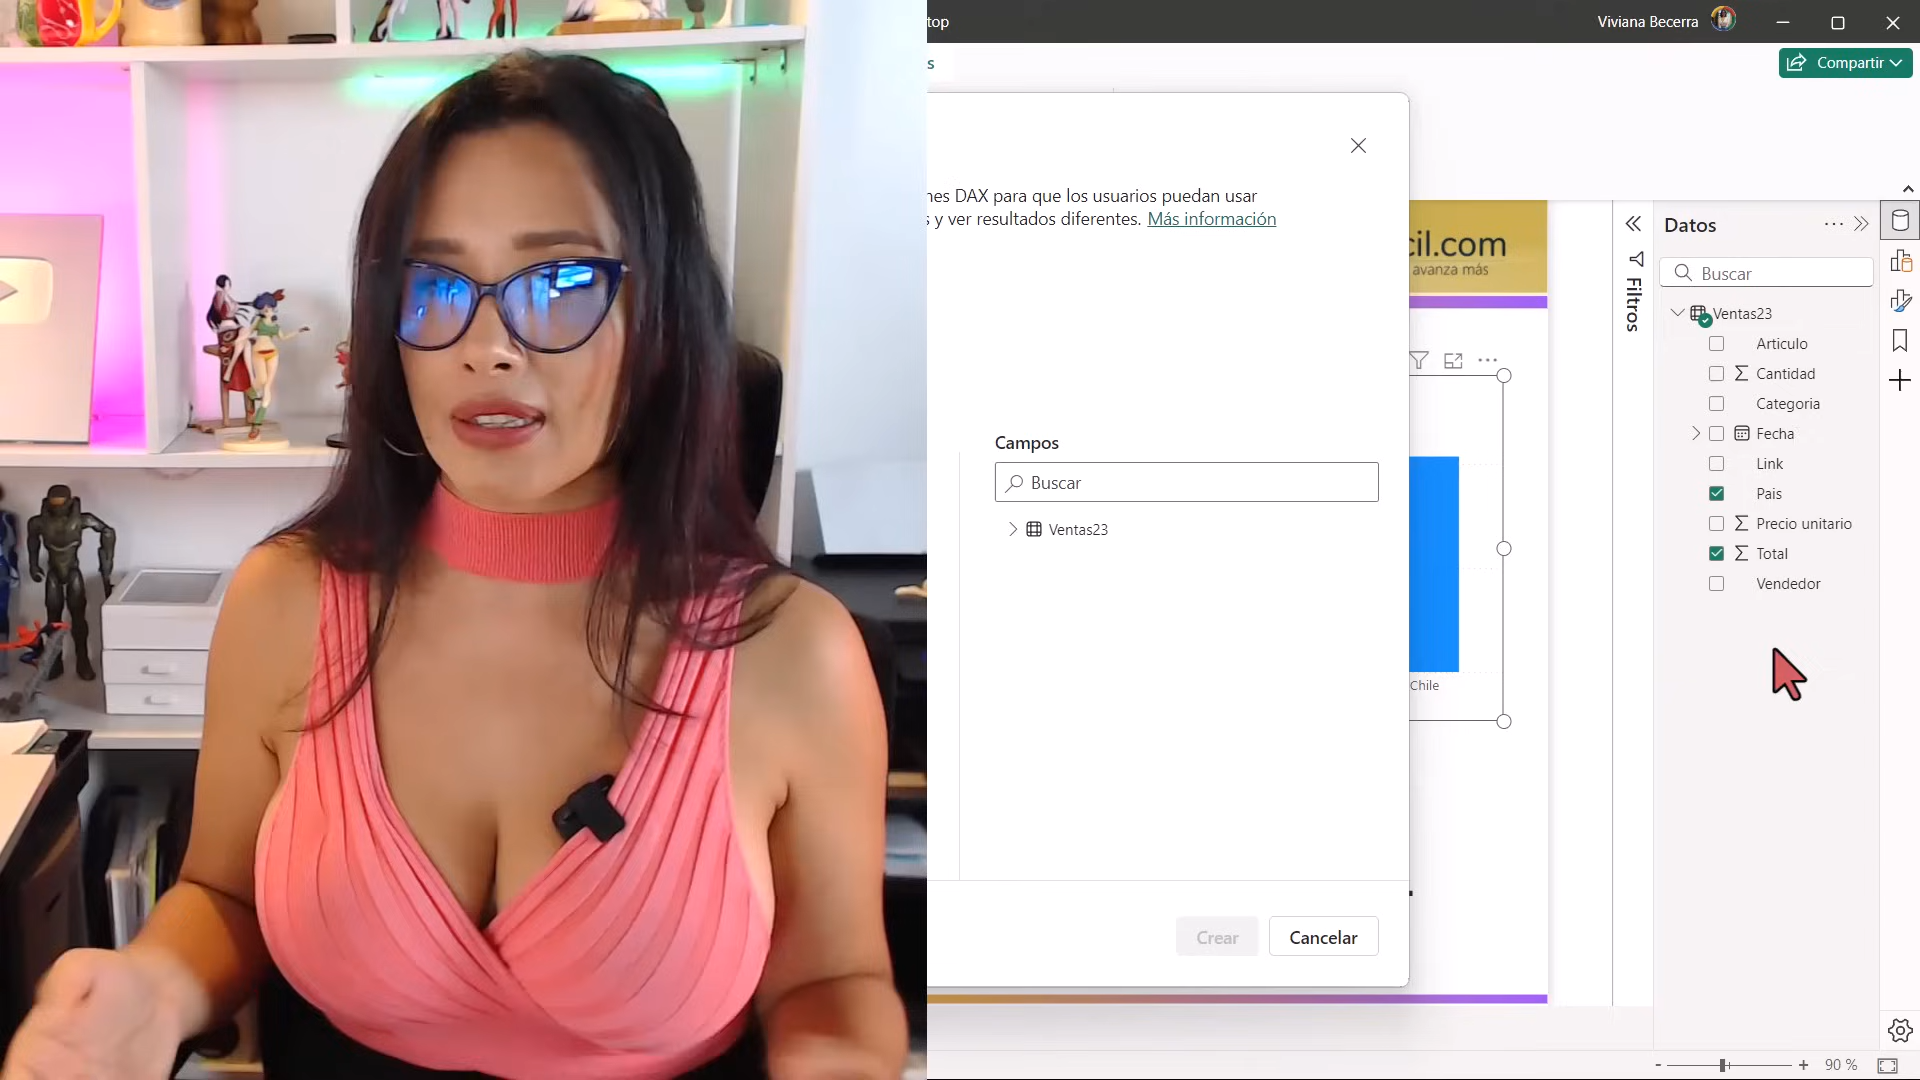 top
Viviana Becerra
s
Compartir
nes DAX para que los usuarios puedan usar
s y ver resultados diferentes. Más información
cil.com
avanza más
Campos
Buscar
Ventas23
Chile
Crear
Cancelar
Filtros
Datos
Buscar
Ventas23
Articulo
Cantidad
Categoria
Fecha
Link
Pais
Precio unitario
Total
Vendedor
90 %